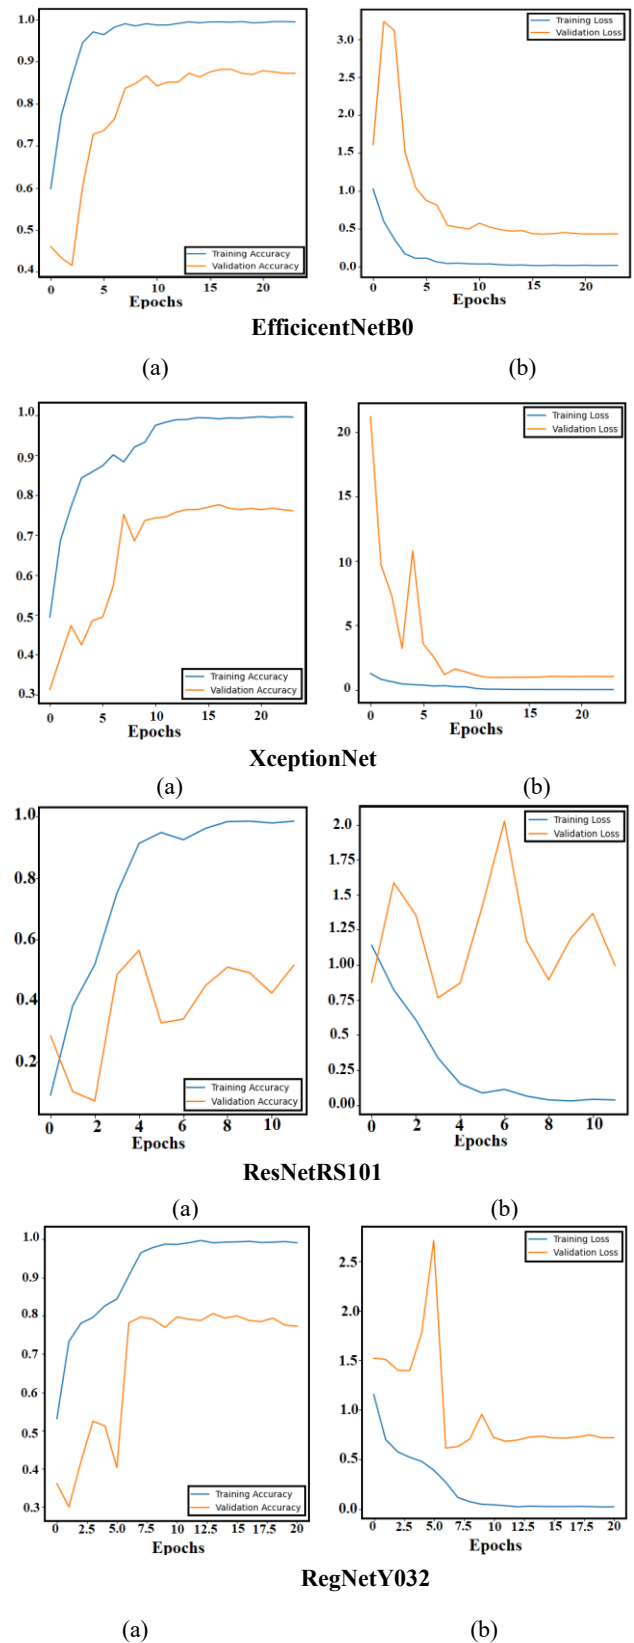 1.0
0.9
0.8
0.7
0.6
0.5
0.4
Training Accuracy
Validation Accuracy
0 5 10 15 20
Epochs
Training Loss
Validation Loss
3.0
2.5
2.0
1.5
1.0
0.5
0.0
0 5 10 15 20
Epochs
EfficicentNetB0
(a) (b)
1.0
0.9
0.8
0.7
0.6
0.5
0.4
0.3
Training Accuracy
Validation Accuracy
0 5 10 15 20
Epochs
Training Loss
Validation Loss
20
15
10
5
0
0 5 10 15 20
Epochs
XceptionNet
(a) (b)
1.0
0.8
0.6
0.4
0.2
Training Accuracy
Validation Accuracy
0 2 4 6 8 10
Epochs
Training Loss
Validation Loss
2.0
1.75
1.5
1.25
1.00
0.75
0.5
0.25
0.00
0 2 4 6 8 10
Epochs
ResNetRS101
(a) (b)
1.0
0.9
0.8
0.7
0.6
0.5
0.4
0.3
Training Accuracy
Validation Accuracy
0 2.5 5.0 7.5 10 12.5 15 17.5 20
Epochs
Training Loss
Validation Loss
2.5
2.0
1.5
1.0
0.5
0.0
0 2.5 5.0 7.5 10 12.5 15 17.5 20
Epochs
RegNetY032
(a) (b)